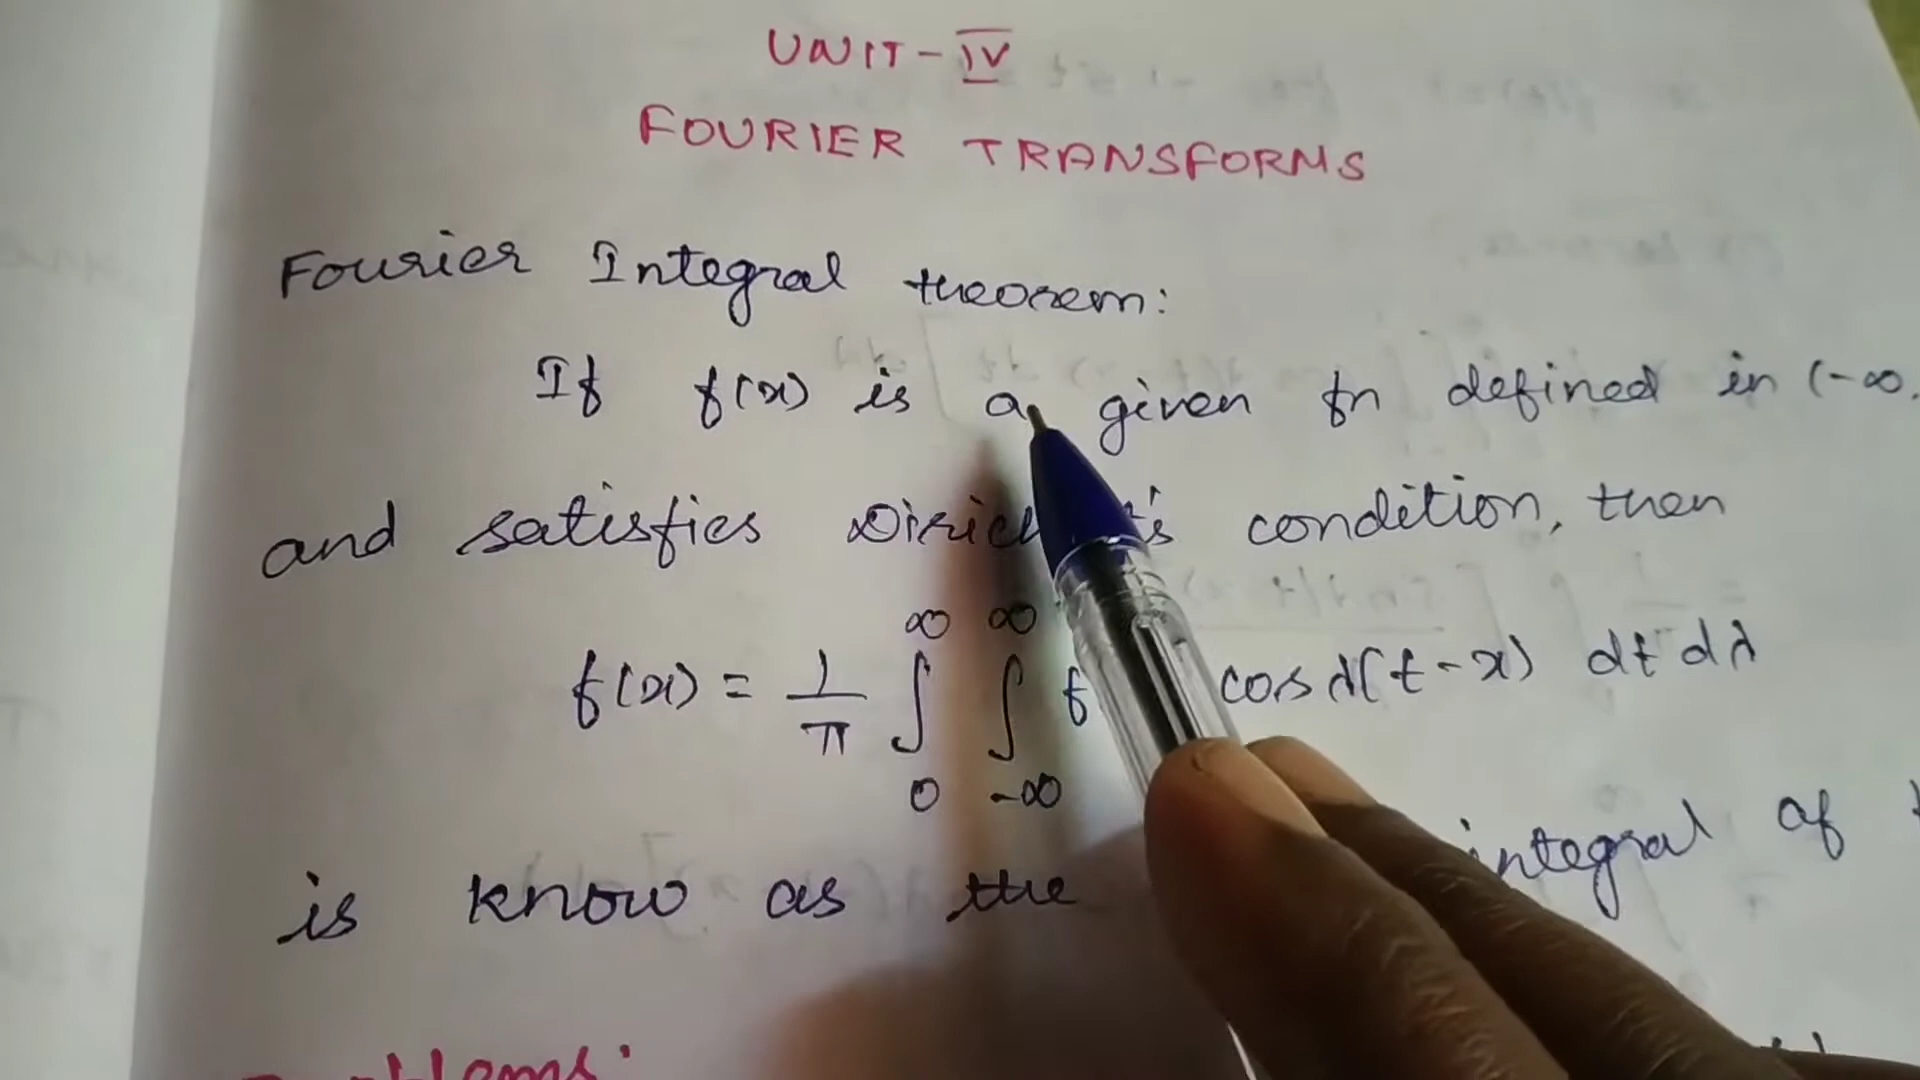 UNIT-IV
FOURIER TRANSFORMS
Fourier Integral theorem:
If f(x) is a given fn defined in (-∞,
and satisfies condition, then
f(x) = 1/π ∫₀^∞ ∫₋∞^∞ f cos λ(t-x) dt dλ
is know as the integral of
Problems: